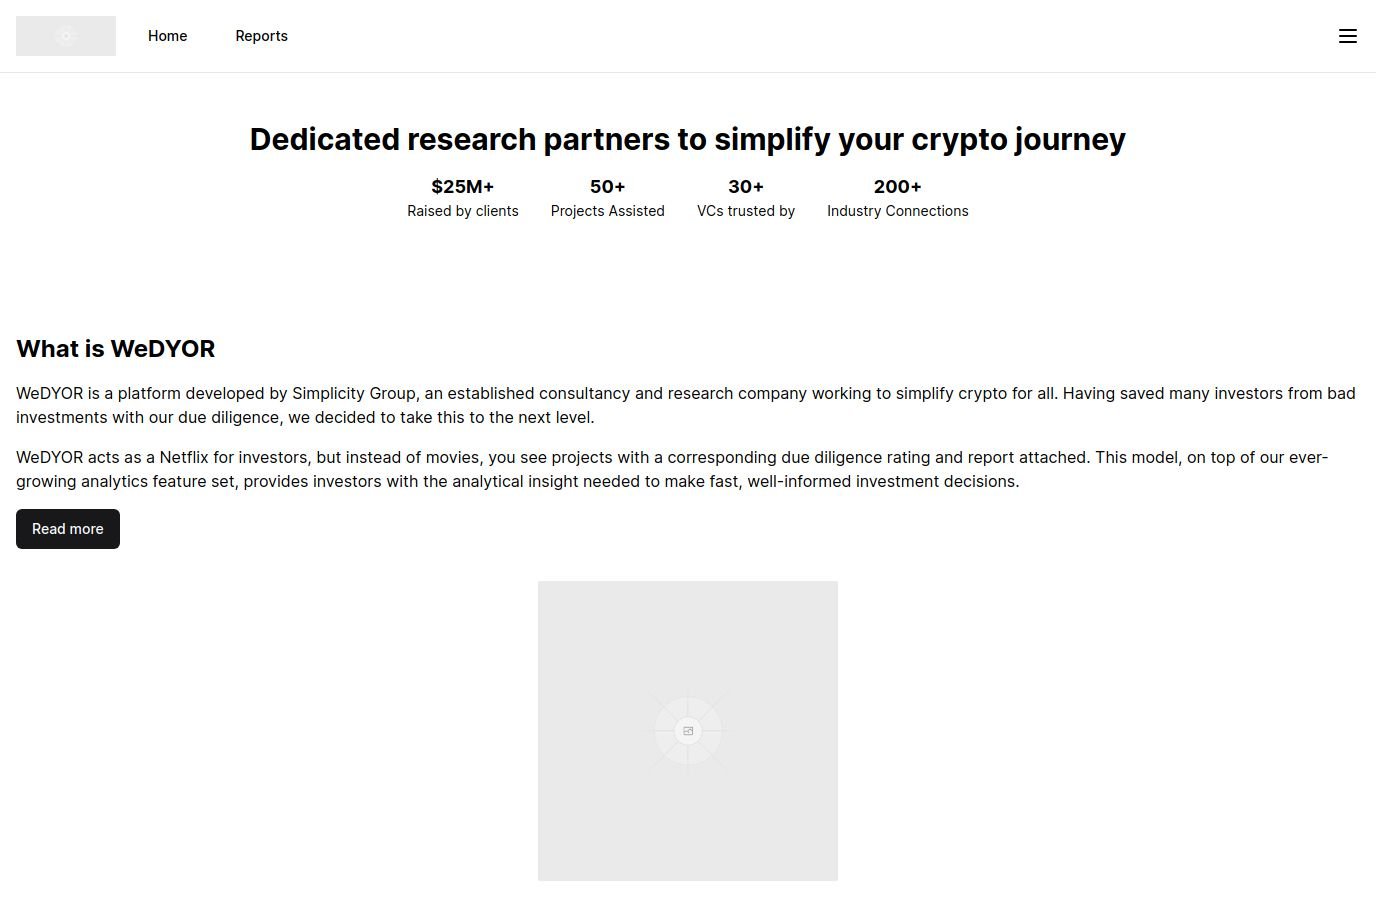 Home
Reports
Dedicated research partners to simplify your crypto journey
$25M+
Raised by clients
50+
Projects Assisted
30+
VCs trusted by
200+
Industry Connections
What is WeDYOR
WeDYOR is a platform developed by Simplicity Group, an established consultancy and research company working to simplify crypto for all. Having saved many investors from bad
investments with our due diligence, we decided to take this to the next level.
WeDYOR acts as a Netflix for investors, but instead of movies, you see projects with a corresponding due diligence rating and report attached. This model, on top of our ever-
growing analytics feature set, provides investors with the analytical insight needed to make fast, well-informed investment decisions.
Read more